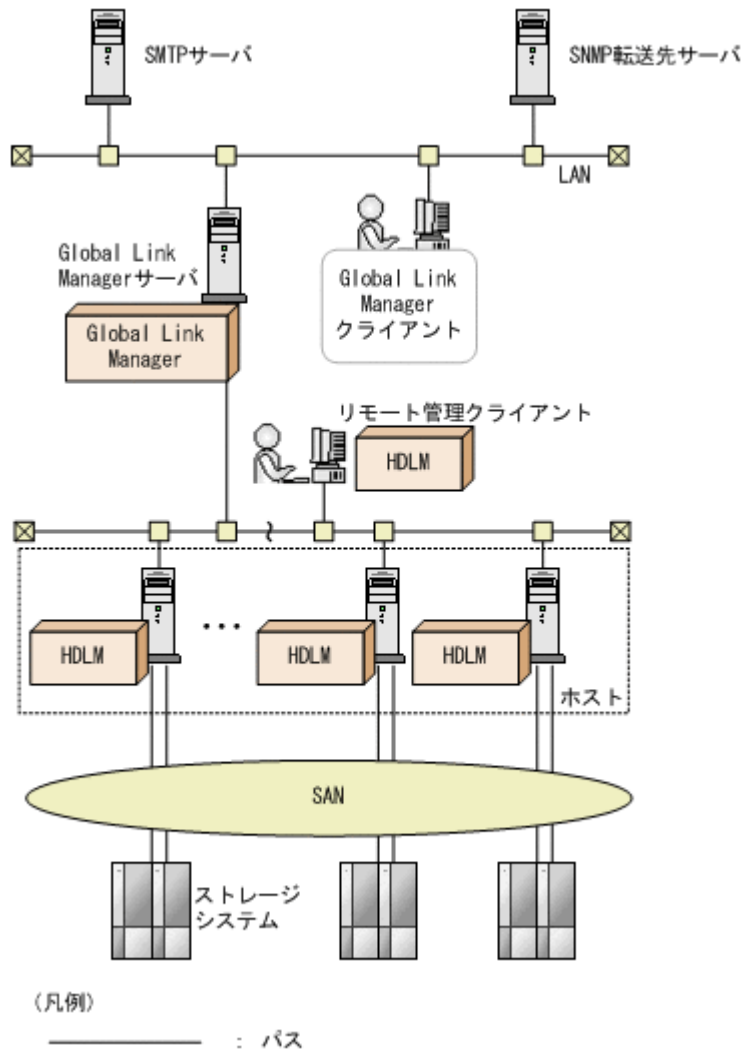 SMTPサーバ
SNMP転送先サーバ
LAN
Global Link
Managerサーバ
Global Link
Manager
クライアント
Global Link
Manager
リモート管理クライアント
HDLM
HDLM
...
HDLM
HDLM
ホスト
SAN
ストレージ
システム
(凡例)
: パス